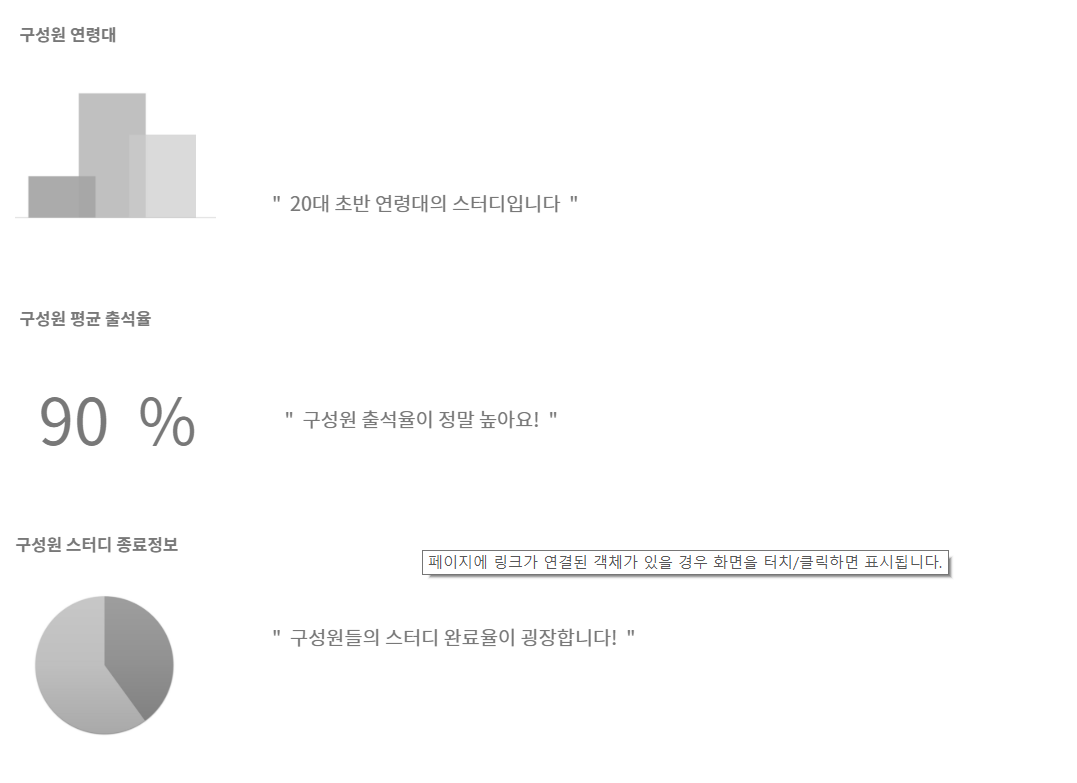 구성원 연령대
" 20대 초반 연령대의 스터디입니다 "
구성원 평균 출석율
90 %
" 구성원 출석율이 정말 높아요! "
구성원 스터디 종료정보
페이지에 링크가 연결된 객체가 있을 경우 화면을 터치/클릭하면 표시됩니다.
" 구성원들의 스터디 완료율이 굉장합니다! "